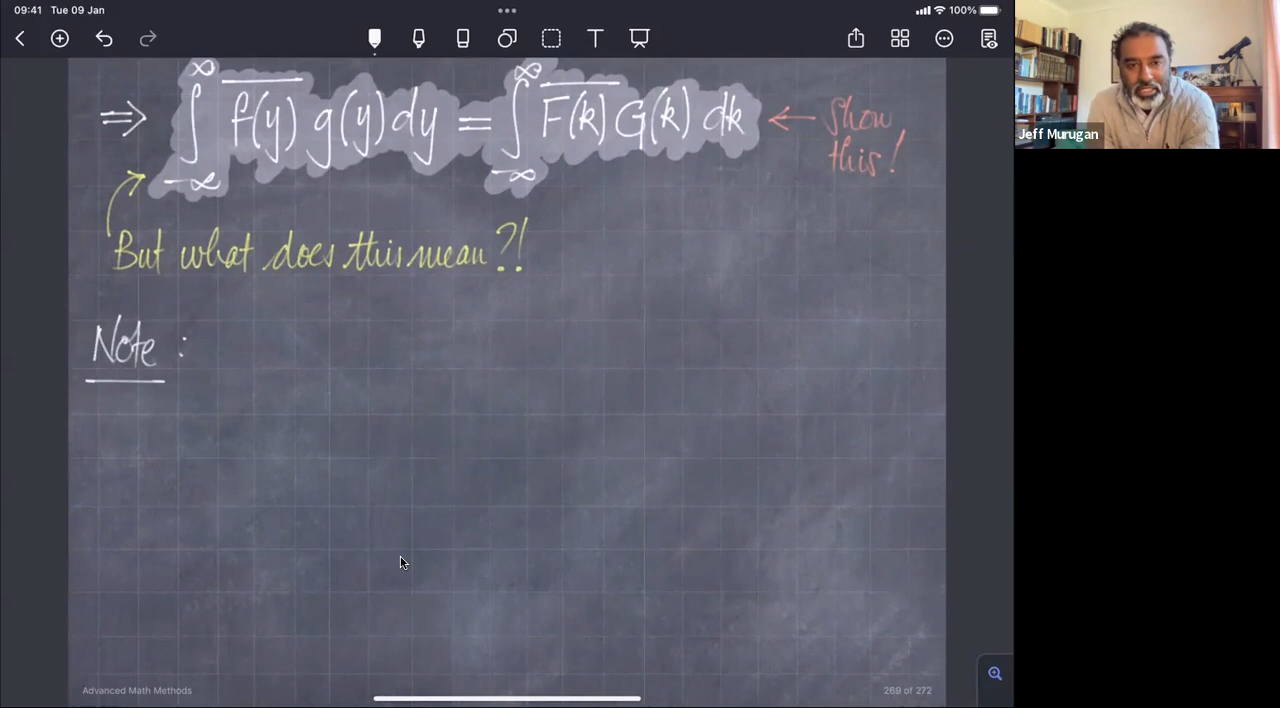 09:41 Tue 09 Jan
100%
⇒ ∫_{-∞}^{∞} \overline{f(y)} g(y) dy = ∫_{-∞}^{∞} \overline{F(k)} G(k) dk ← Show this!
But what does this mean?!
Note :
Advanced Math Methods
269 of 272
Jeff Murugan